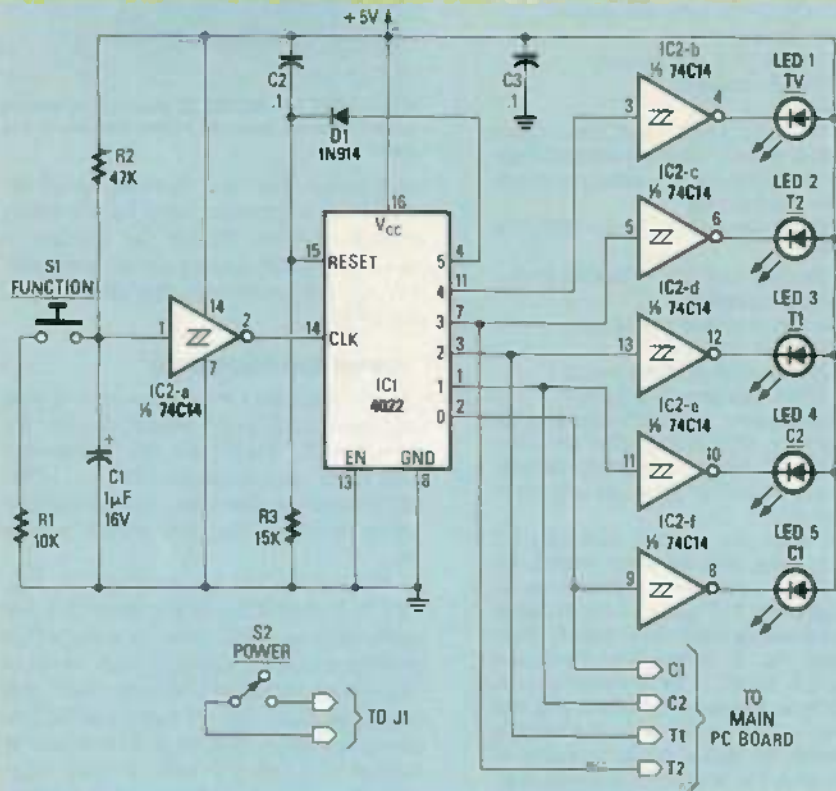 +5V
C2
.1
C3
.1
D1
1N914
R2
47K
S1
FUNCTION
1
14
2
7
IC2-a
⅙ 74C14
C1
1μF
16V
+
R1
10K
R3
15K
16
VCC
15
RESET
14
CLK
IC1
4022
EN
13
GND
8
5
4
4
11
3
7
2
3
1
1
0
2
IC2-b
⅙ 74C14
3
4
LED 1
TV
IC2-c
⅙ 74C14
5
6
LED 2
T2
IC2-d
⅙ 74C14
13
12
LED 3
T1
IC2-e
⅙ 74C14
11
10
LED 4
C2
IC2-f
⅙ 74C14
9
8
LED 5
C1
S2
POWER
TO J1
C1
C2
T1
T2
TO
MAIN
PC BOARD